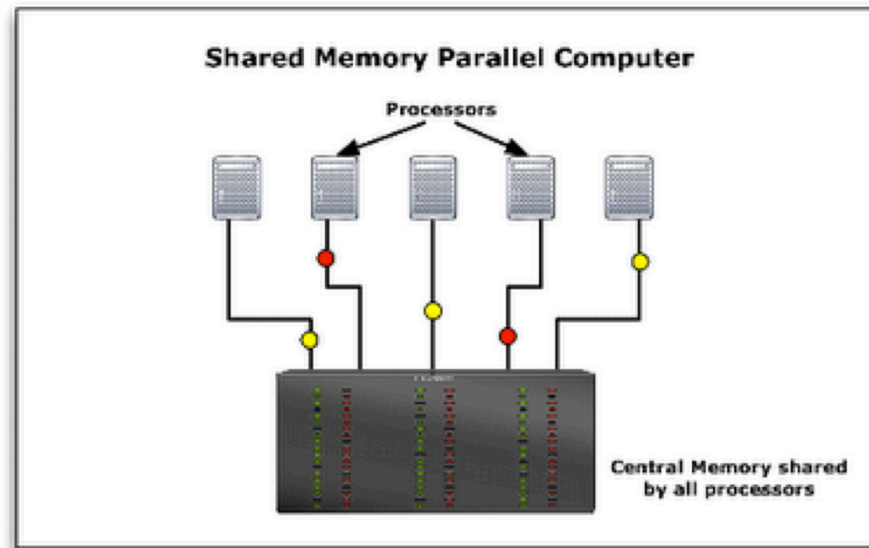 Shared Memory Parallel Computer
Processors
Central Memory shared
by all processors